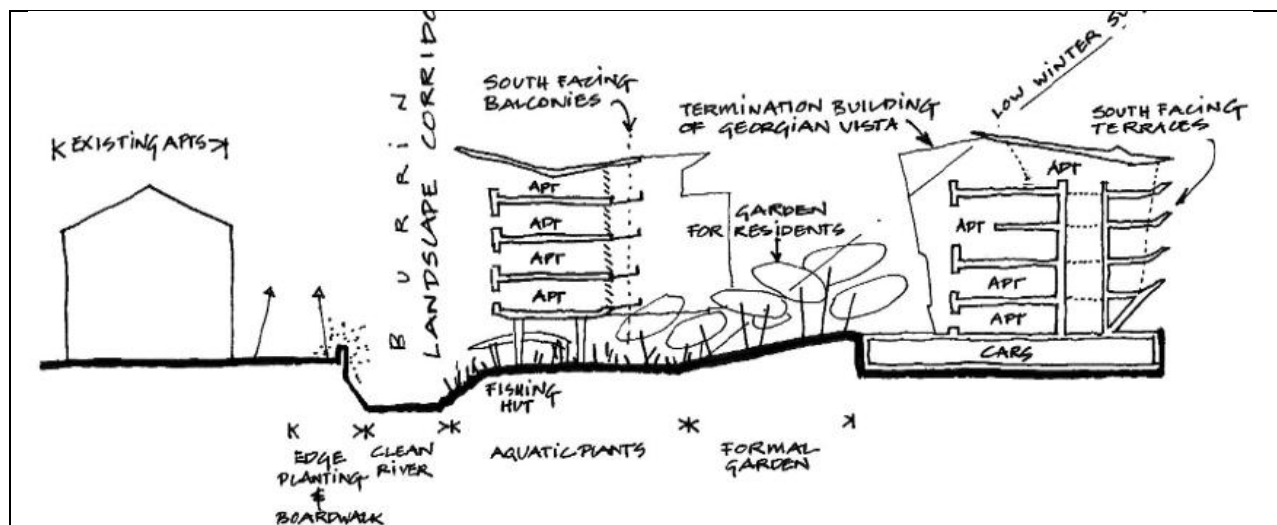 K EXISTING APTS
BURRiN
LANDSCAPE CORRIDO
SOUTH FACING
BALCONIES
TERMINATION BUILDING
OF GEORGIAN VISTA
LOW WINTER SU
SOUTH FACING
TERRACES
APT
APT
APT
APT
GARDEN
FOR RESIDENTS
APT
APT
APT
APT
CARS
FISHING
HUT
EDGE
PLANTING
&
BOARDWALK
CLEAN
RIVER
AQUATIC PLANTS
FORMAL
GARDEN